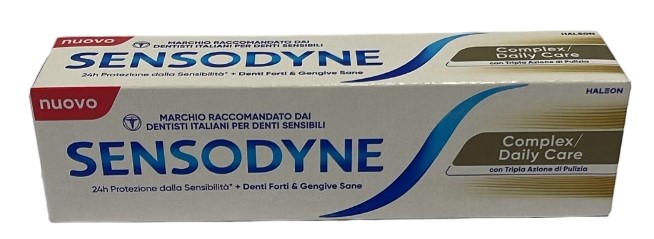 nuovo
MARCHIO RACCOMANDATO DAI
DENTISTI ITALIANI PER DENTI SENSIBILI
SENSODYNE
24h Protezione dalla Sensibilità* + Denti Forti & Gengive Sane
HALEON
Complex/
Daily Care
con Tripla Azione di Pulizia
nuovo
MARCHIO RACCOMANDATO DAI
DENTISTI ITALIANI PER DENTI SENSIBILI
SENSODYNE
24h Protezione dalla Sensibilità* + Denti Forti & Gengive Sane
HALEON
Complex/
Daily Care
con Tripla Azione di Pulizia